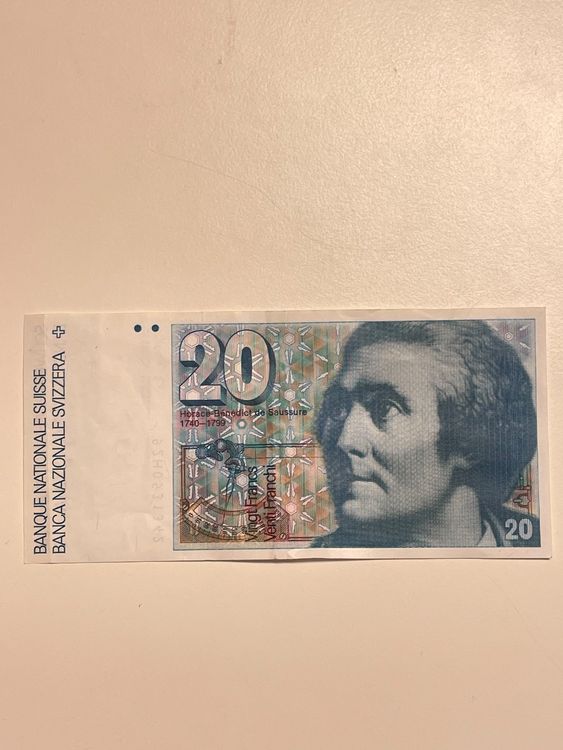 BANQUE NATIONALE SUISSE
BANCA NAZIONALE SVIZZERA
20
Horace-Bénédict de Saussure
1740–1799
Vingt Francs
Venti Franchi
20